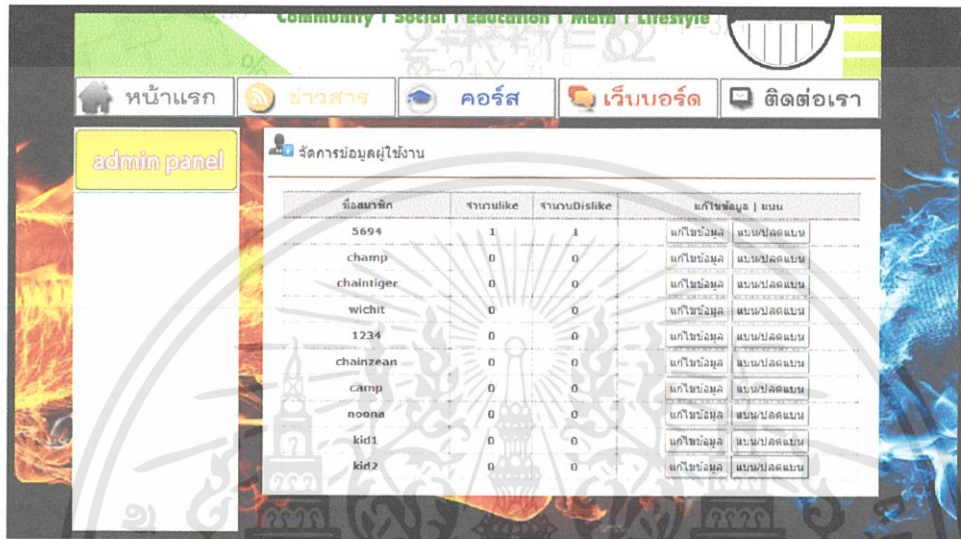 Community | Social | Education | Math | Lifestyle
หน้าแรก ข่าวสาร คอร์ส เว็บบอร์ด ติดต่อเรา
admin panel
จัดการข้อมูลผู้ใช้งาน
ชื่อสมาชิก จำนวนlike จำนวนDislike แก้ไขข้อมูล | แบน
5694 1 1 แก้ไขข้อมูล แบน/ปลดแบน
champ 0 0 แก้ไขข้อมูล แบน/ปลดแบน
chaintiger 0 0 แก้ไขข้อมูล แบน/ปลดแบน
wichit 0 0 แก้ไขข้อมูล แบน/ปลดแบน
1234 0 0 แก้ไขข้อมูล แบน/ปลดแบน
chainzean 0 0 แก้ไขข้อมูล แบน/ปลดแบน
camp 0 0 แก้ไขข้อมูล แบน/ปลดแบน
noona 0 0 แก้ไขข้อมูล แบน/ปลดแบน
kid1 0 0 แก้ไขข้อมูล แบน/ปลดแบน
kid2 0 0 แก้ไขข้อมูล แบน/ปลดแบน